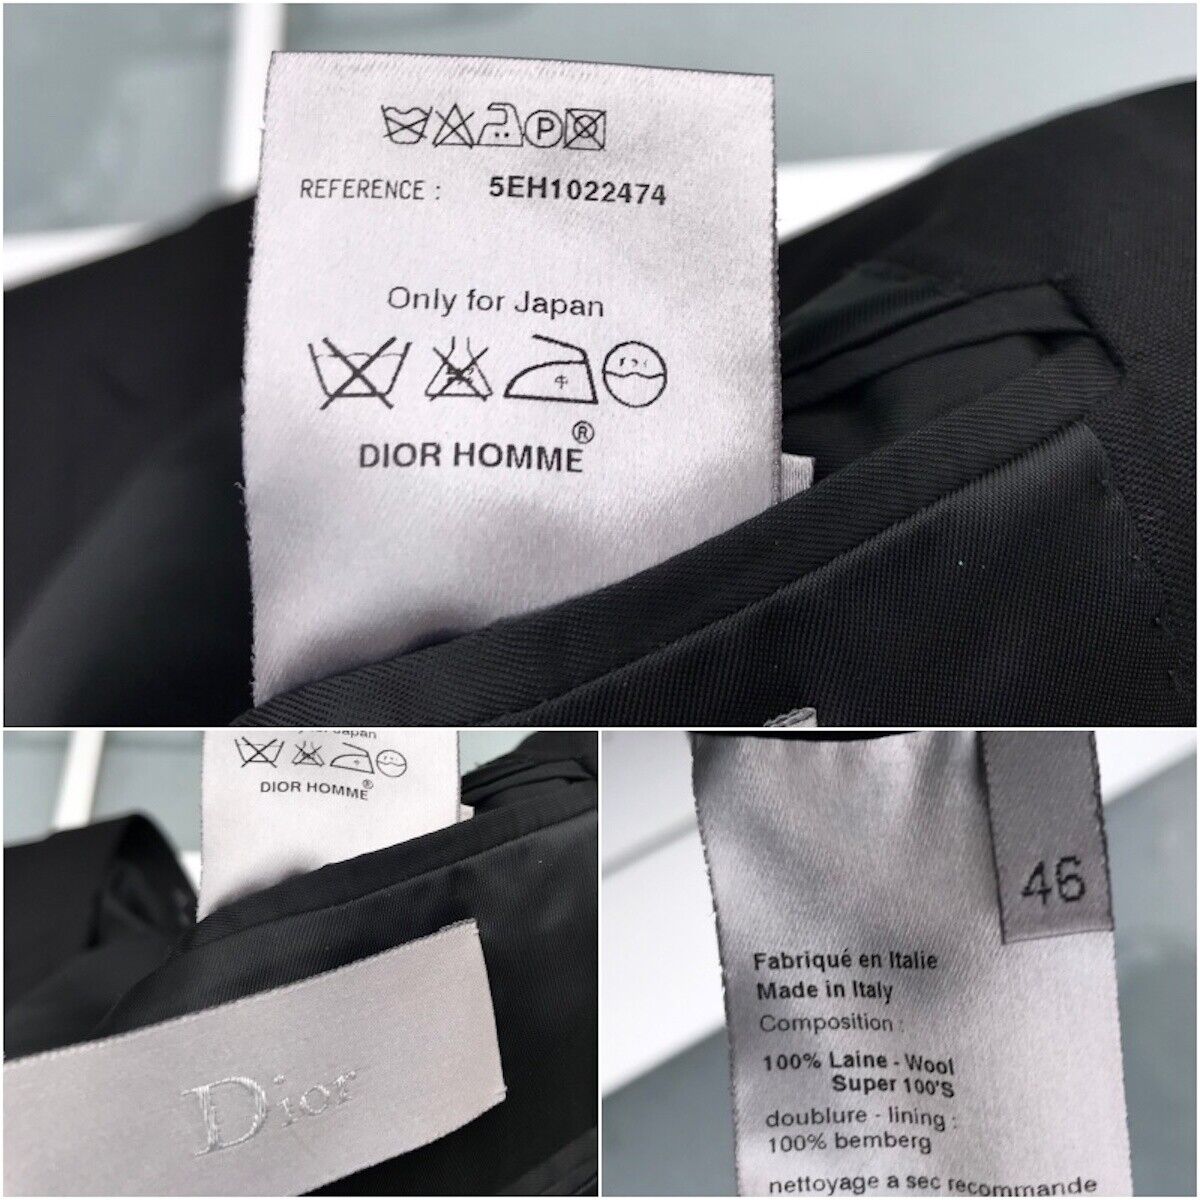 P
REFERENCE : 5EH1022474
Only for Japan
中
DIOR HOMME®
Japan
DIOR HOMME®
Dior
46
Fabriqué en Italie
Made in Italy
Composition :
100% Laine - Wool
Super 100'S
doublure - lining :
100% bemberg
nettoyage a sec recommande